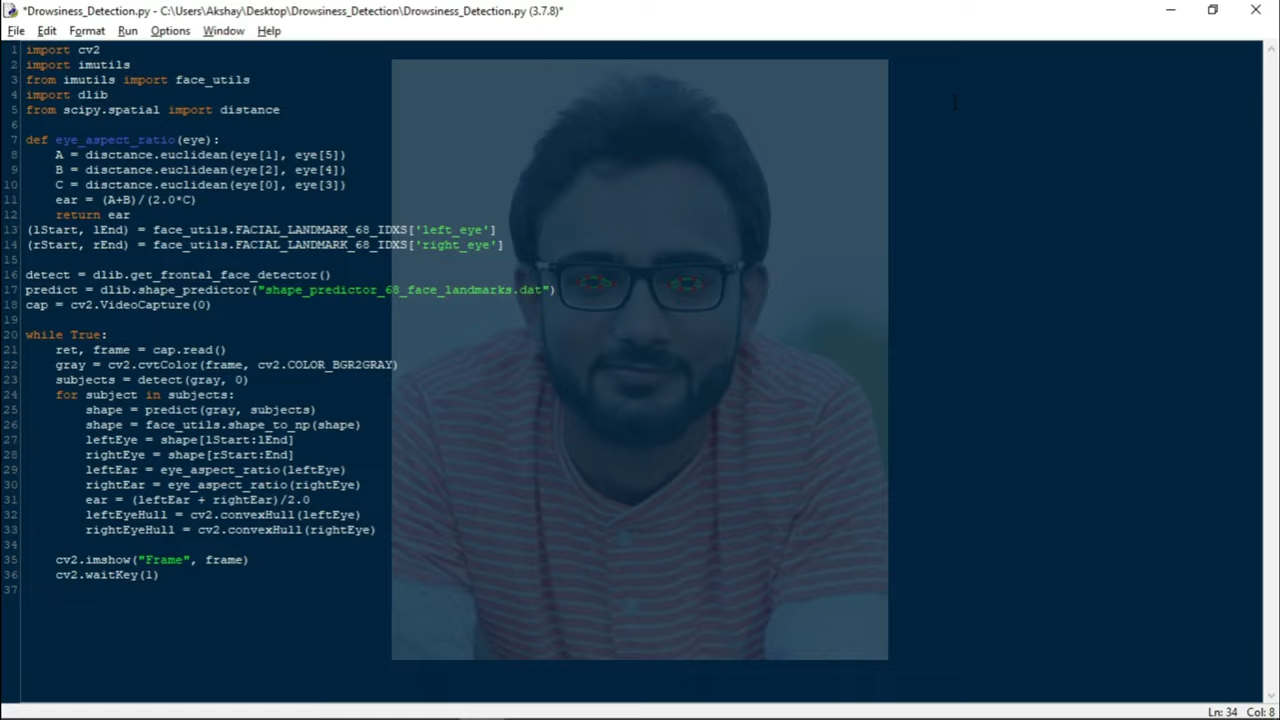 *Drowsiness_Detection.py - C:\Users\Akshay\Desktop\Drowsiness_Detection\Drowsiness_Detection.py (3.7.8)*
File Edit Format Run Options Window Help
1 import cv2
2 import imutils
3 from imutils import face_utils
4 import dlib
5 from scipy.spatial import distance
6
7 def eye_aspect_ratio(eye):
8     A = disctance.euclidean(eye[1], eye[5])
9     B = disctance.euclidean(eye[2], eye[4])
10     C = disctance.euclidean(eye[0], eye[3])
11     ear = (A+B)/(2.0*C)
12     return ear
13 (lStart, lEnd) = face_utils.FACIAL_LANDMARK_68_IDXS['left_eye']
14 (rStart, rEnd) = face_utils.FACIAL_LANDMARK_68_IDXS['right_eye']
15
16 detect = dlib.get_frontal_face_detector()
17 predict = dlib.shape_predictor("shape_predictor_68_face_landmarks.dat")
18 cap = cv2.VideoCapture(0)
19
20 while True:
21     ret, frame = cap.read()
22     gray = cv2.cvtColor(frame, cv2.COLOR_BGR2GRAY)
23     subjects = detect(gray, 0)
24     for subject in subjects:
25         shape = predict(gray, subjects)
26         shape = face_utils.shape_to_np(shape)
27         leftEye = shape[lStart:lEnd]
28         rightEye = shape[rStart:End]
29         leftEar = eye_aspect_ratio(leftEye)
30         rightEar = eye_aspect_ratio(rightEye)
31         ear = (leftEar + rightEar)/2.0
32         leftEyeHull = cv2.convexHull(leftEye)
33         rightEyeHull = cv2.convexHull(rightEye)
34
35     cv2.imshow("Frame", frame)
36     cv2.waitKey(1)
37
Ln: 34 Col: 8